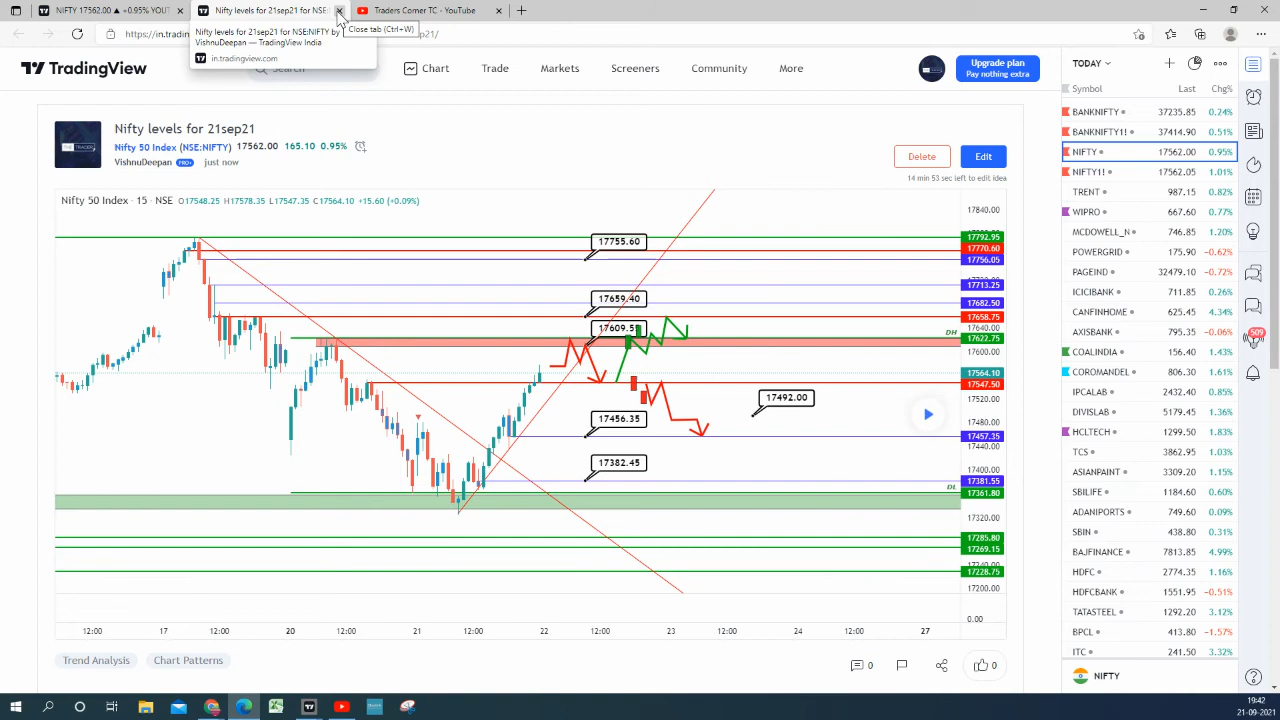 NIFTY 17562.00 ▲ +0.95% YOUT
Nifty levels for 21sep21 for NSE:
Traders Corner TC - YouTube
Close tab (Ctrl+W)
Nifty levels for 21sep21 for NSE:NIFTY by
VishnuDeepan — TradingView India
in.tradingview.com
https://in.tra
21/
TradingView
Search
Chart
Trade
Markets
Screeners
Community
More
Upgrade plan
Pay nothing extra
Nifty levels for 21sep21
Nifty 50 Index (NSE:NIFTY) 17562.00 165.10 0.95%
VishnuDeepan PRO+ just now
Delete
Edit
14 min 53 sec left to edit idea
Nifty 50 Index · 15 · NSE O17548.25 H17578.35 L17547.35 C17564.10 +15.60 (+0.09%)
17755.60
17659.40
17492.00
17456.35
17382.45
DH
DL
17840.00
17792.95
17770.60
17756.05
17713.25
17682.50
17658.75
17640.00
17622.75
17600.00
17564.10
17547.50
17520.00
17480.00
17457.35
17440.00
17400.00
17381.55
17361.80
17320.00
17285.80
17269.15
17228.75
17200.00
0.00
12:00 17 12:00 20 12:00 21 12:00 22 12:00 23 12:00 24 12:00 27
Trend Analysis
Chart Patterns
0
0
TODAY
Symbol Last Chg%
BANKNIFTY 37235.85 0.24%
BANKNIFTY1! 37414.90 0.51%
NIFTY 17562.00 0.95%
NIFTY1! 17562.05 1.01%
TRENT 987.15 0.82%
WIPRO 667.60 0.77%
MCDOWELL_N 746.85 1.20%
POWERGRID 175.90 −0.62%
PAGEIND 32479.10 −0.72%
ICICIBANK 711.85 0.26%
CANFINHOME 625.45 4.34%
AXISBANK 795.35 −0.06%
COALINDIA 156.40 1.43%
COROMANDEL 806.30 1.61%
IPCALAB 2432.40 0.85%
DIVISLAB 5179.45 1.36%
HCLTECH 1299.50 1.83%
TCS 3862.95 1.03%
ASIANPAINT 3309.20 1.15%
SBILIFE 1184.60 0.60%
ADANIPORTS 749.60 0.09%
SBIN 438.80 0.31%
BAJFINANCE 7813.85 4.99%
HDFC 2774.35 1.16%
HDFCBANK 1551.95 −0.51%
TATASTEEL 1292.20 3.12%
BPCL 413.80 −1.57%
ITC 241.50 3.32%
NIFTY
509
19:42
21-09-2021